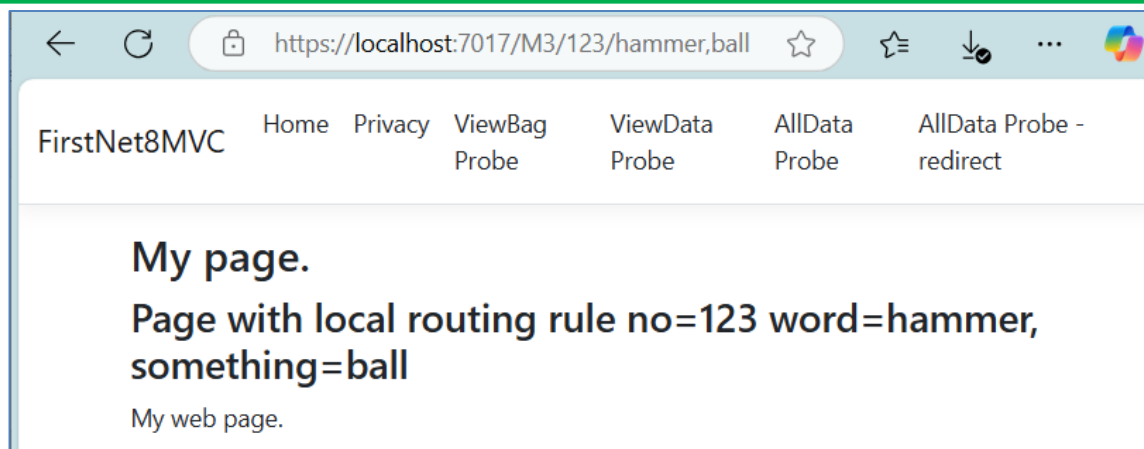 https://localhost:7017/M3/123/hammer,ball
FirstNet8MVC Home Privacy ViewBag Probe ViewData Probe AllData Probe AllData Probe - redirect
My page.
Page with local routing rule no=123 word=hammer,
something=ball
My web page.